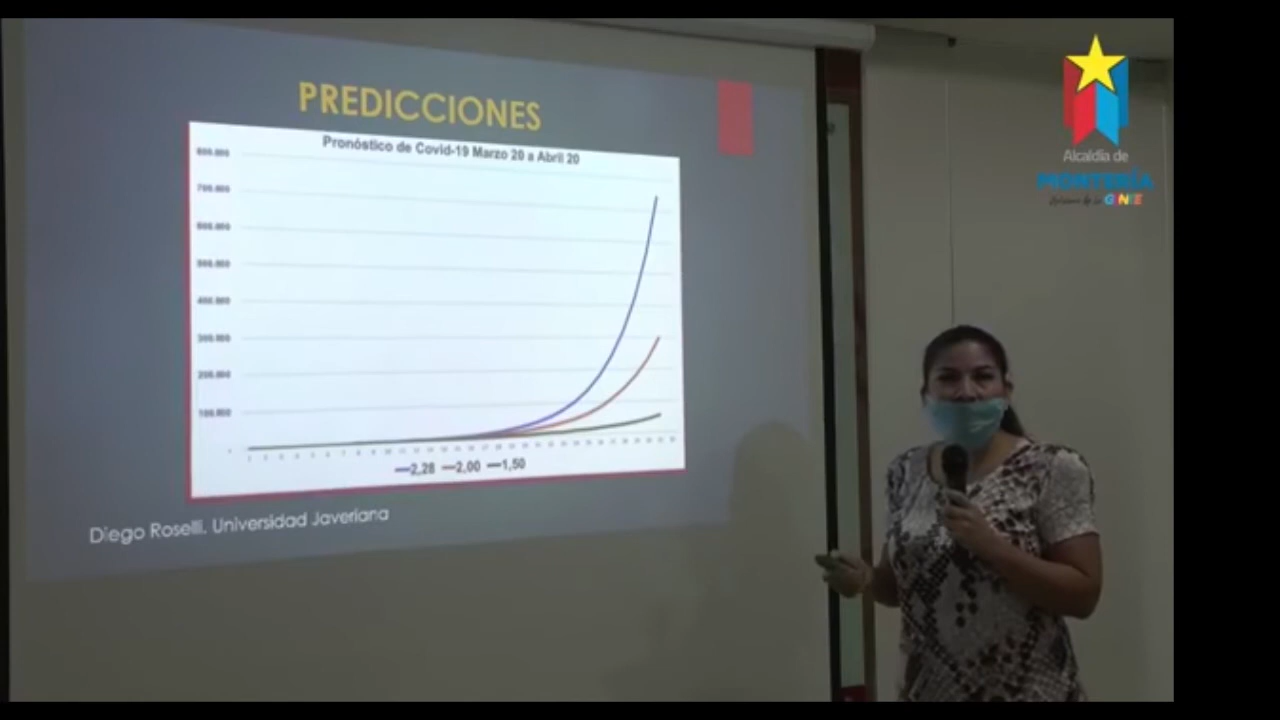 PREDICCIONES
Pronóstico de Covid-19 Marzo 20 a Abril 20
800.000
700.000
600.000
500.000
400.000
300.000
200.000
100.000
2,28 2,00 1,50
Diego Roselli. Universidad Javeriana
Alcaldía de
MONTERÍA
GENTE